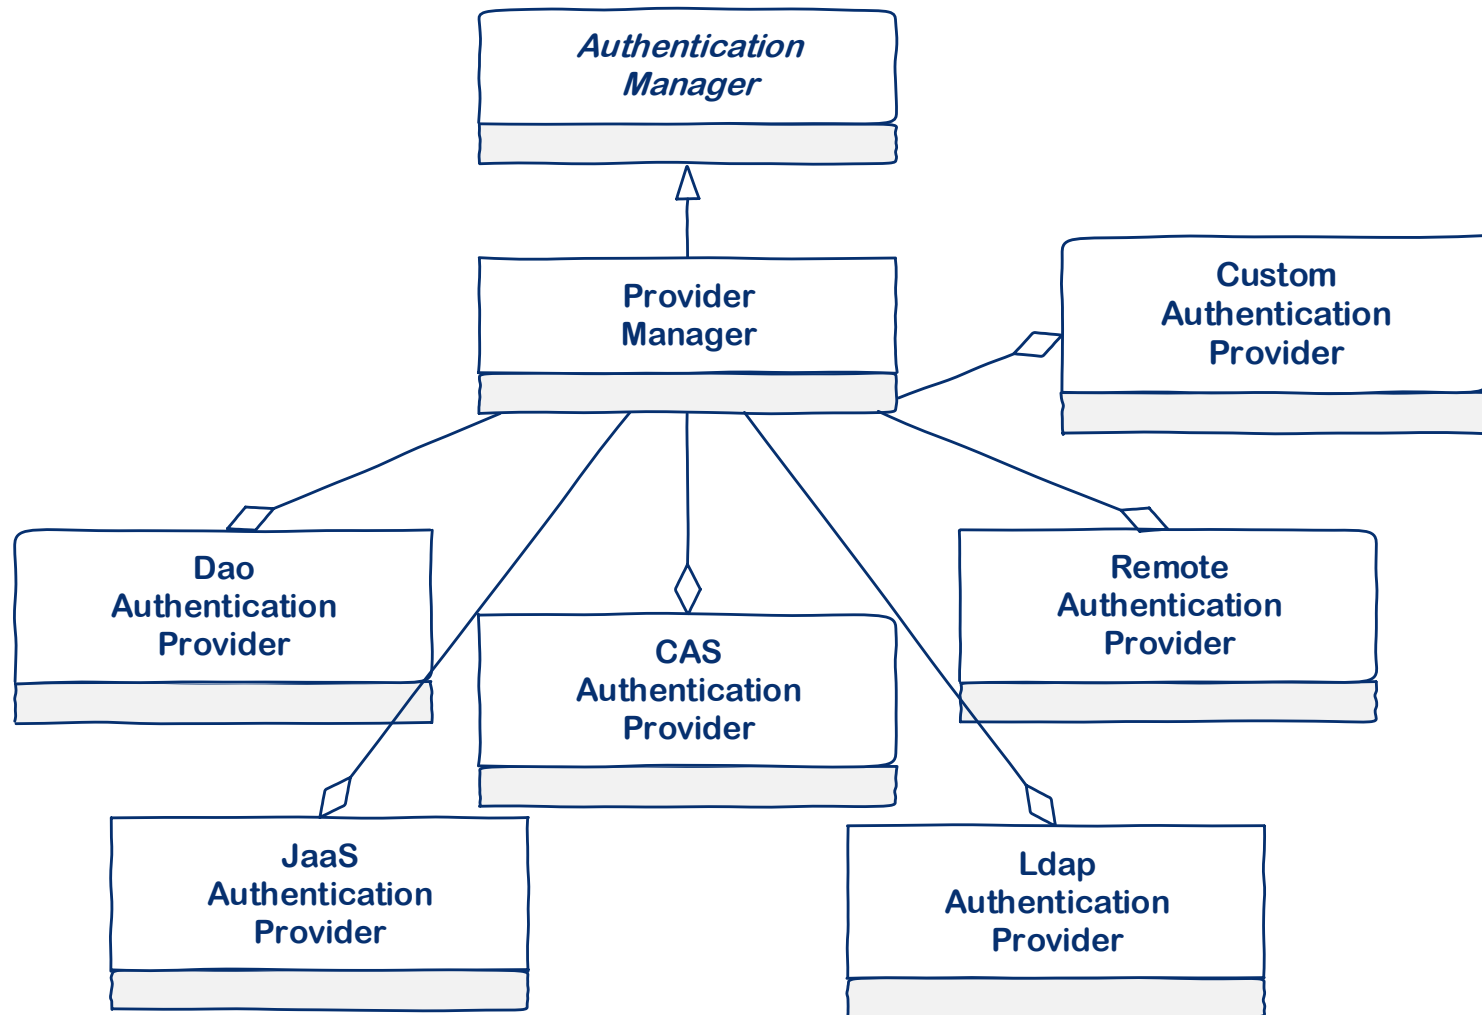 Authentication
Manager
Provider
Manager
Custom
Authentication
Provider
Dao
Authentication
Provider
CAS
Authentication
Provider
Remote
Authentication
Provider
JaaS
Authentication
Provider
Ldap
Authentication
Provider